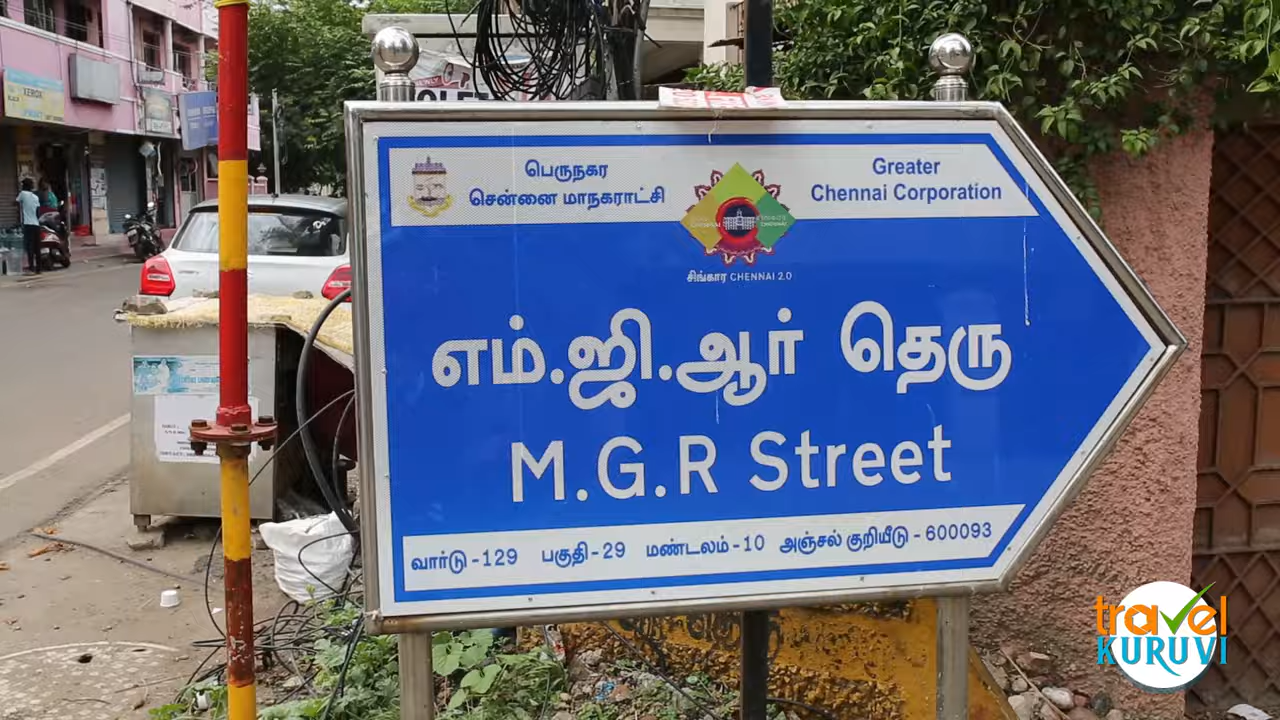 XEROX
பெருநகர
சென்னை மாநகராட்சி
Greater
Chennai Corporation
சிங்கார CHENNAI 2.0
எம்.ஜி.ஆர் தெரு
M.G.R Street
வார்டு -129 பகுதி -29 மண்டலம் -10 அஞ்சல் குறியீடு - 600093
travel
KURUVI